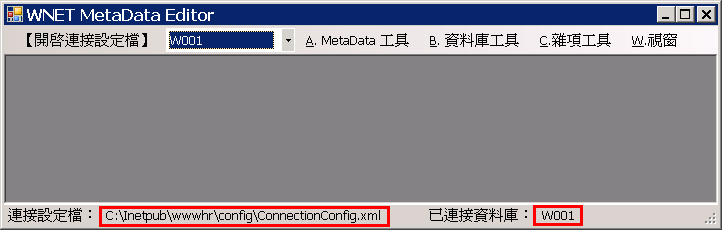 WNET MetaData Editor
【開啓連接設定檔】 W001 A. MetaData 工具 B. 資料庫工具 C.雜項工具 W.視窗
連接設定檔： C:\Inetpub\wwwhr\config\ConnectionConfig.xml 已連接資料庫： W001